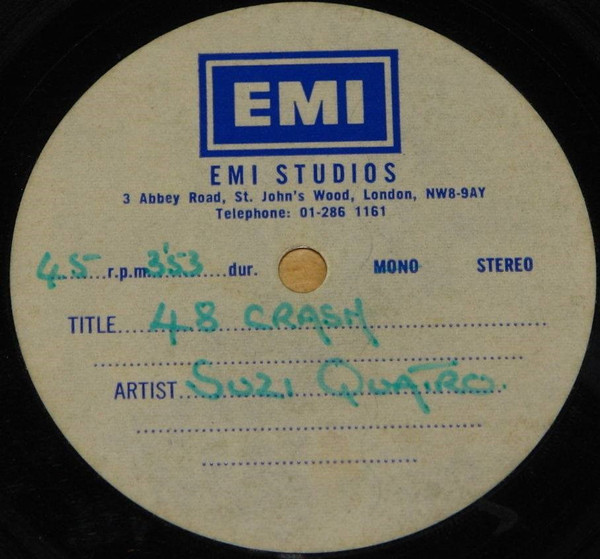 EMI
EMI STUDIOS
3 Abbey Road, St. John's Wood, London, NW8-9AY
Telephone: 01-286 1161
45 r.p.m. 3'53 dur. MONO STEREO
TITLE 48 CRASH
ARTIST Suzi Quatro.